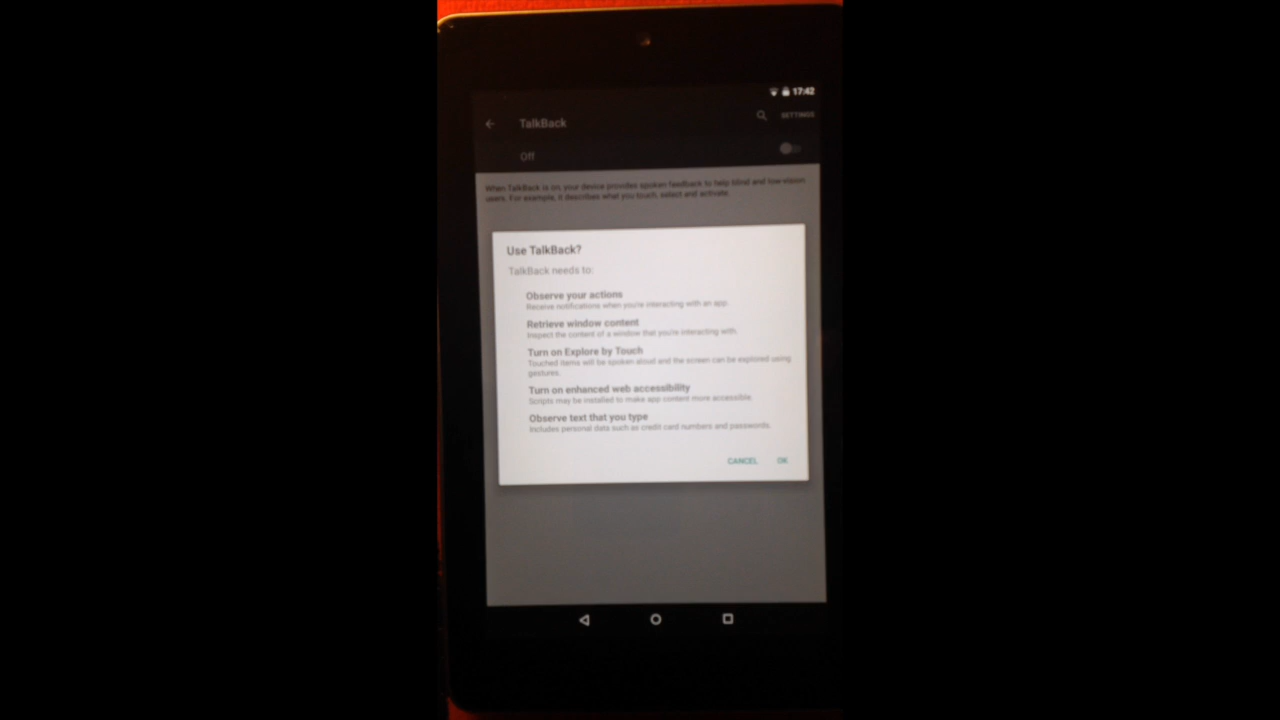 17:42
TalkBack
SETTINGS
Off
When TalkBack is on, your device provides spoken feedback to help blind and low-vision
users. For example, it describes what you touch, select and activate.
Use TalkBack?
TalkBack needs to:
Observe your actions
Receive notifications when you're interacting with an app.
Retrieve window content
Inspect the content of a window that you're interacting with.
Turn on Explore by Touch
Touched items will be spoken aloud and the screen can be explored using
gestures.
Turn on enhanced web accessibility
Scripts may be installed to make app content more accessible.
Observe text that you type
Includes personal data such as credit card numbers and passwords.
CANCEL OK